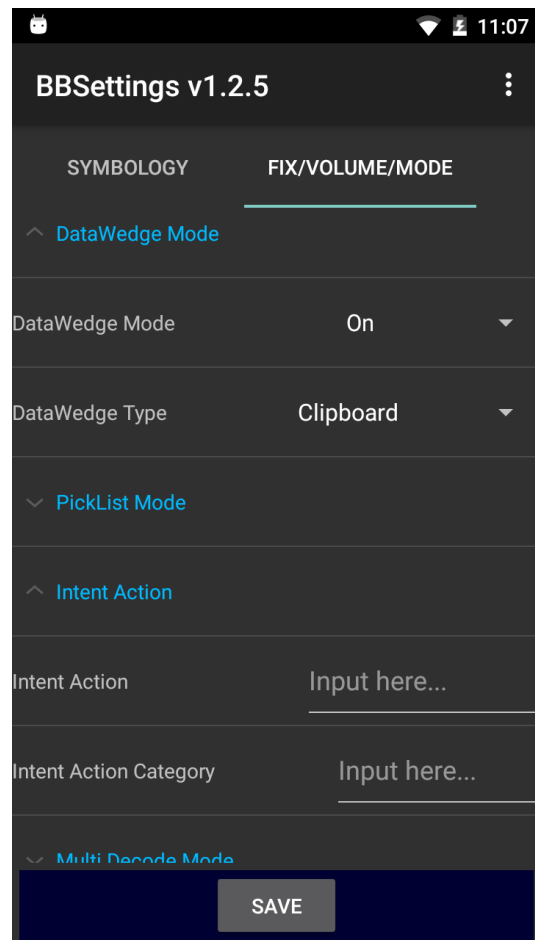 11:07
BBSettings v1.2.5
SYMBOLOGY FIX/VOLUME/MODE
DataWedge Mode
DataWedge Mode On
DataWedge Type Clipboard
PickList Mode
Intent Action
Intent Action Input here...
Intent Action Category Input here...
Multi Decode Mode
SAVE